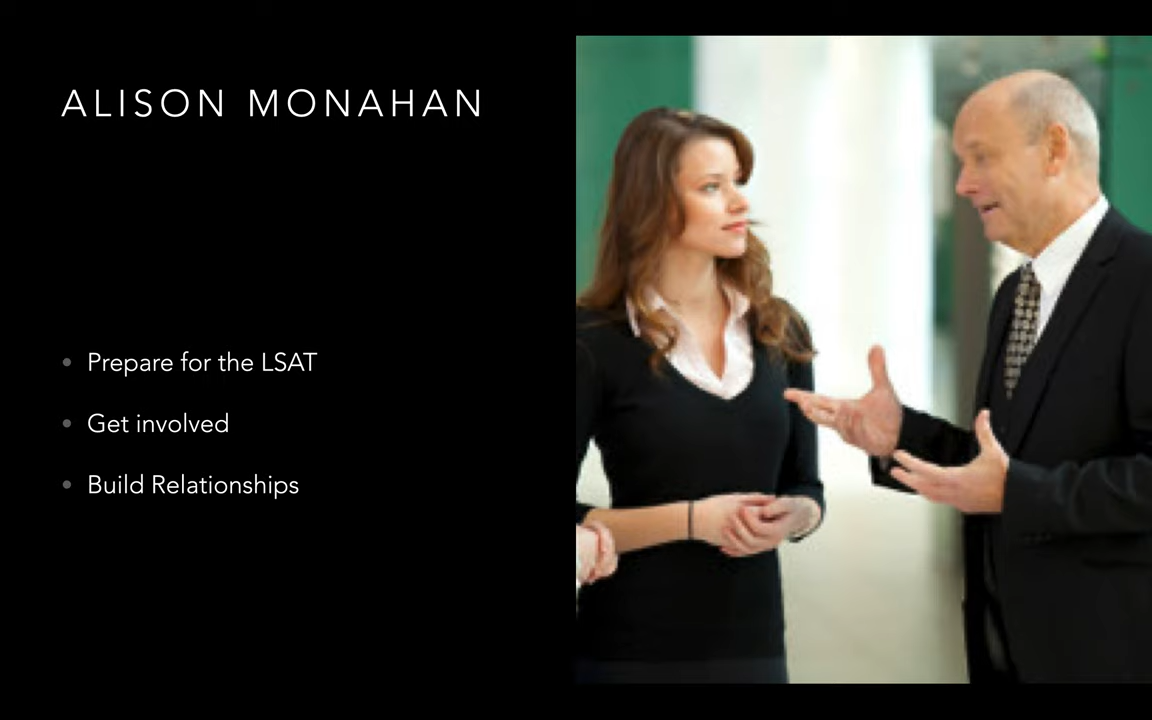 ALISON MONAHAN
Prepare for the LSAT
Get involved
Build Relationships